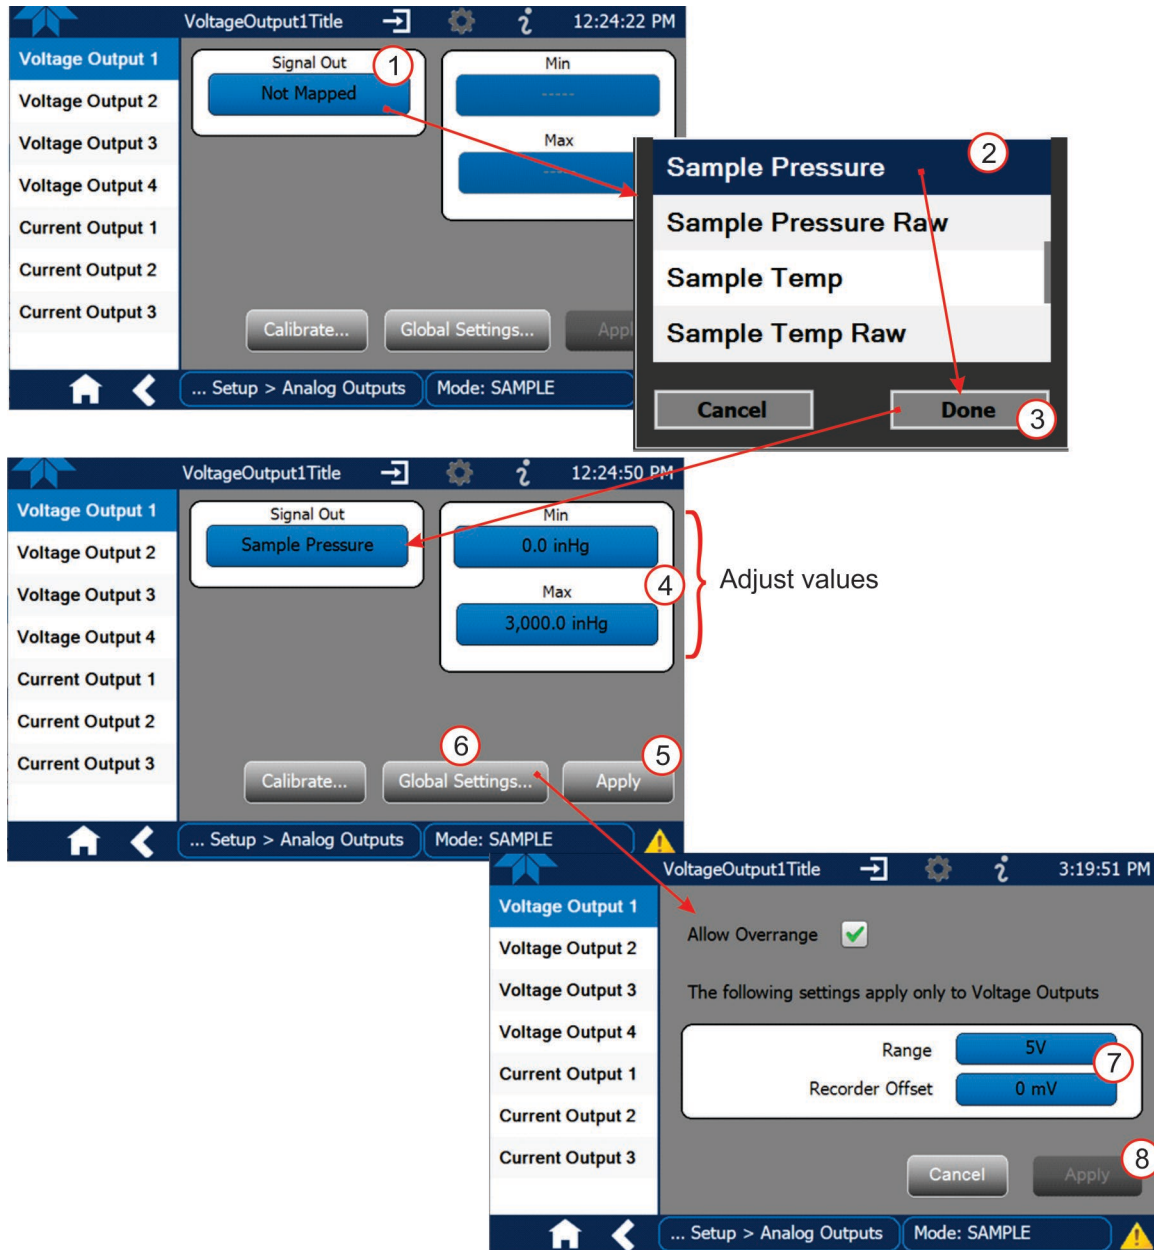 VoltageOutput1Title 12:24:22 PM
Voltage Output 1
Voltage Output 2
Voltage Output 3
Voltage Output 4
Current Output 1
Current Output 2
Current Output 3
Signal Out 1
Not Mapped
Min
-----
Max
-----
Calibrate... Global Settings... Appl
... Setup > Analog Outputs Mode: SAMPLE
2
Sample Pressure
Sample Pressure Raw
Sample Temp
Sample Temp Raw
Cancel Done 3
VoltageOutput1Title 12:24:50 PM
Voltage Output 1
Voltage Output 2
Voltage Output 3
Voltage Output 4
Current Output 1
Current Output 2
Current Output 3
Signal Out
Sample Pressure
Min
0.0 inHg
4
Max
3,000.0 inHg
Adjust values
6 5
Calibrate... Global Settings... Apply
... Setup > Analog Outputs Mode: SAMPLE
VoltageOutput1Title 3:19:51 PM
Voltage Output 1
Voltage Output 2
Voltage Output 3
Voltage Output 4
Current Output 1
Current Output 2
Current Output 3
Allow Overrange
The following settings apply only to Voltage Outputs
Range 5V
7
Recorder Offset 0 mV
8
Cancel Apply
... Setup > Analog Outputs Mode: SAMPLE